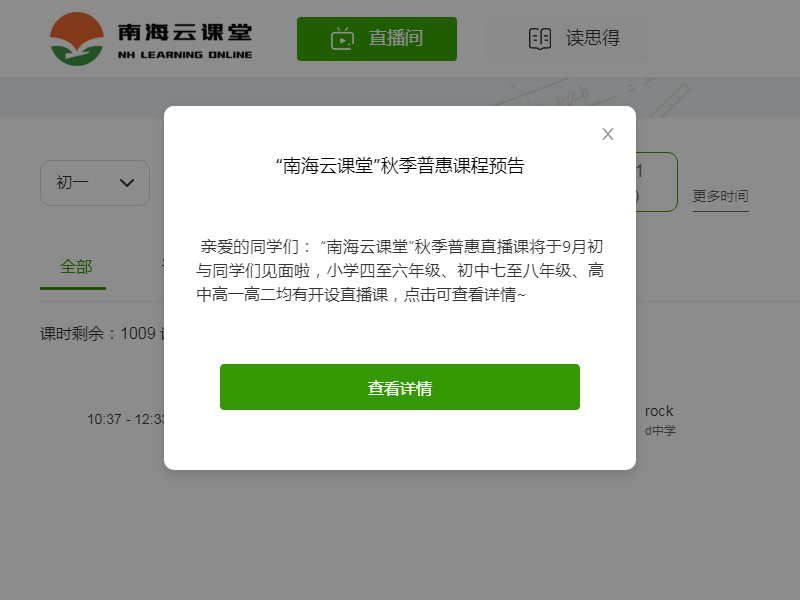 南海云课堂
NH LEARNING ONLINE
直播间
读思得
“南海云课堂”秋季普惠课程预告
初一
更多时间
亲爱的同学们： “南海云课堂”秋季普惠直播课将于9月初
与同学们见面啦，小学四至六年级、初中七至八年级、高
中高一高二均有开设直播课，点击可查看详情~
全部
课时剩余：1009
查看详情
10:37 - 12:33
rock
d中学